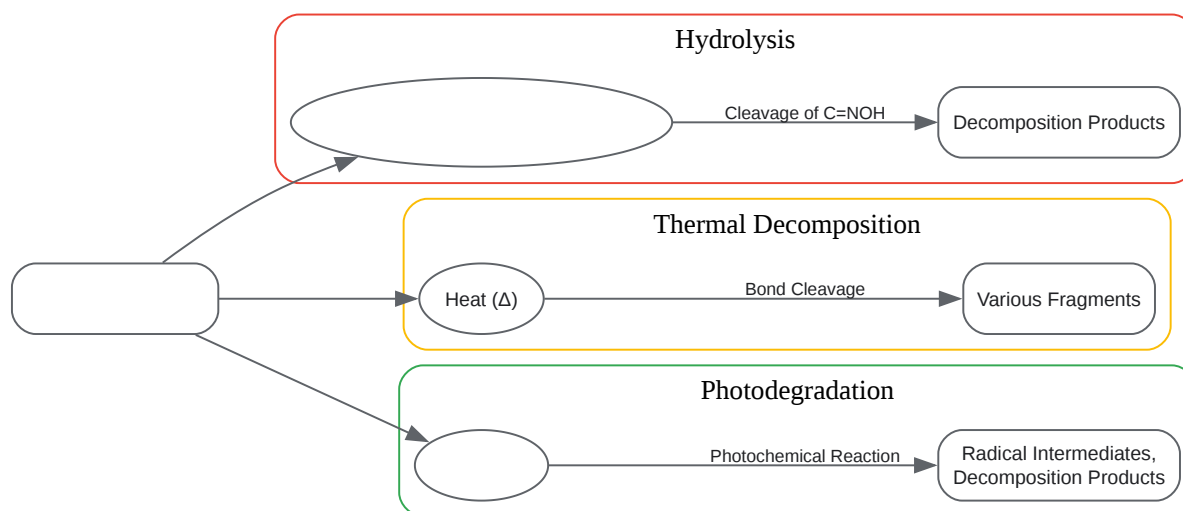 Hydrolysis
Cleavage of C=NOH
Decomposition Products
Thermal Decomposition
Heat (Δ)
Bond Cleavage
Various Fragments
Photodegradation
Photochemical Reaction
Radical Intermediates,
Decomposition Products